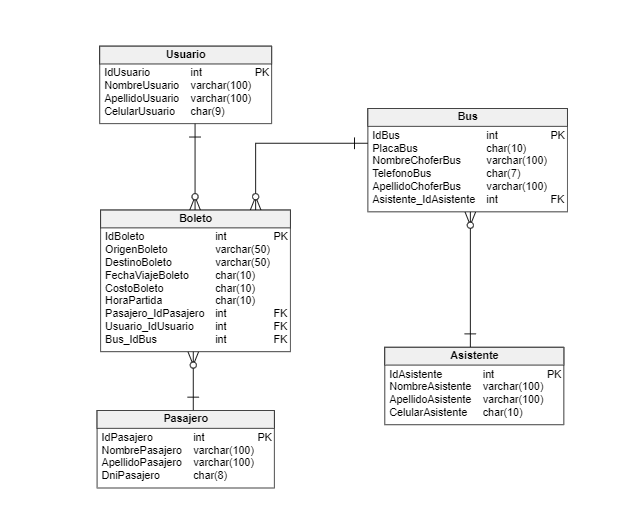 Usuario
IdUsuario int PK
NombreUsuario varchar(100)
ApellidoUsuario varchar(100)
CelularUsuario char(9)
Bus
IdBus int PK
PlacaBus char(10)
NombreChoferBus varchar(100)
TelefonoBus char(7)
ApellidoChoferBus varchar(100)
Asistente_IdAsistente int FK
Boleto
IdBoleto int PK
OrigenBoleto varchar(50)
DestinoBoleto varchar(50)
FechaViajeBoleto char(10)
CostoBoleto char(10)
HoraPartida char(10)
Pasajero_IdPasajero int FK
Usuario_IdUsuario int FK
Bus_IdBus int FK
Asistente
IdAsistente int PK
NombreAsistente varchar(100)
ApellidoAsistente varchar(100)
CelularAsistente char(10)
Pasajero
IdPasajero int PK
NombrePasajero varchar(100)
ApellidoPasajero varchar(100)
DniPasajero char(8)